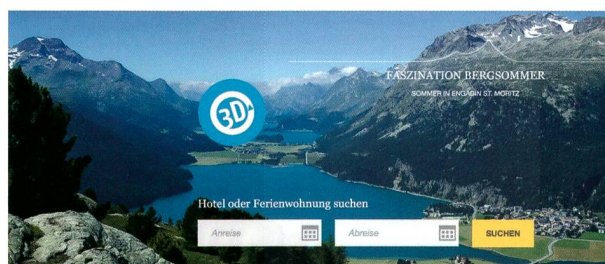 FASZINATION BERGSOMMER
SOMMER IN ENGADIN ST. MORITZ
3D
Hotel oder Ferienwohnung suchen
Anreise
Abreise
SUCHEN